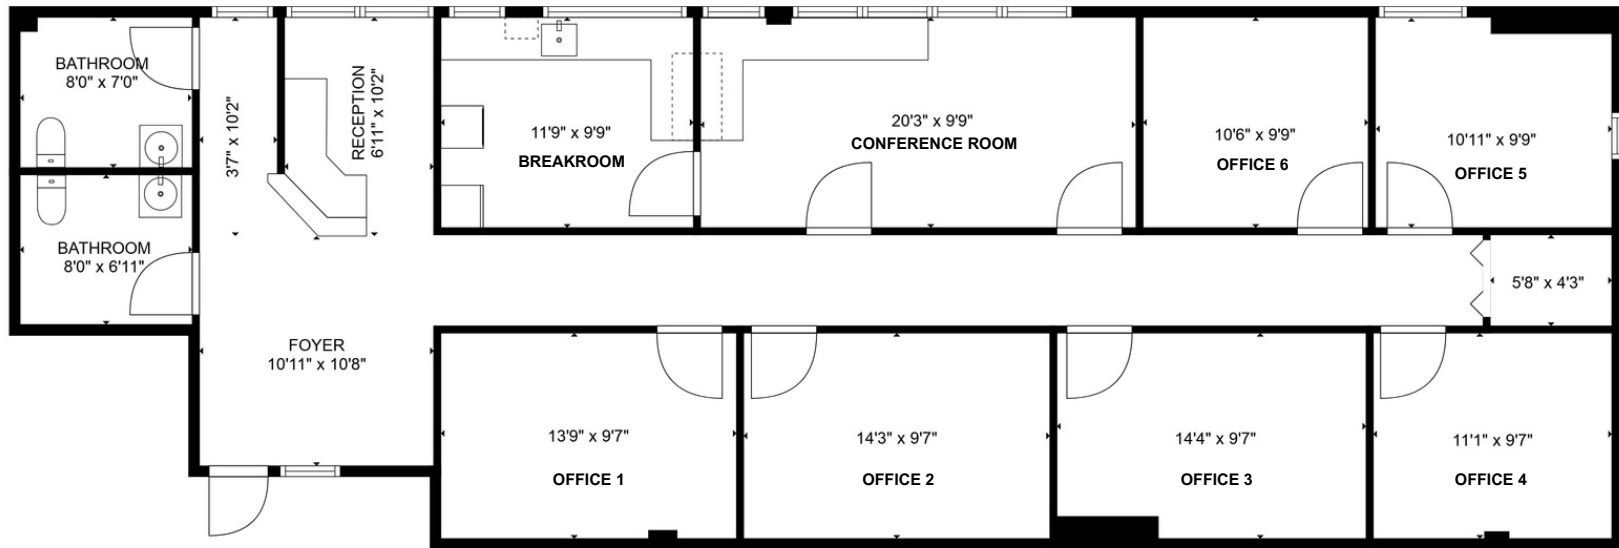 BATHROOM
8'0" x 7'0"
3'7" x 10'2"
RECEPTION
6'11" x 10'2"
11'9" x 9'9"
BREAKROOM
20'3" x 9'9"
CONFERENCE ROOM
10'6" x 9'9"
OFFICE 6
10'11" x 9'9"
OFFICE 5
BATHROOM
8'0" x 6'11"
5'8" x 4'3"
FOYER
10'11" x 10'8"
13'9" x 9'7"
OFFICE 1
14'3" x 9'7"
OFFICE 2
14'4" x 9'7"
OFFICE 3
11'1" x 9'7"
OFFICE 4